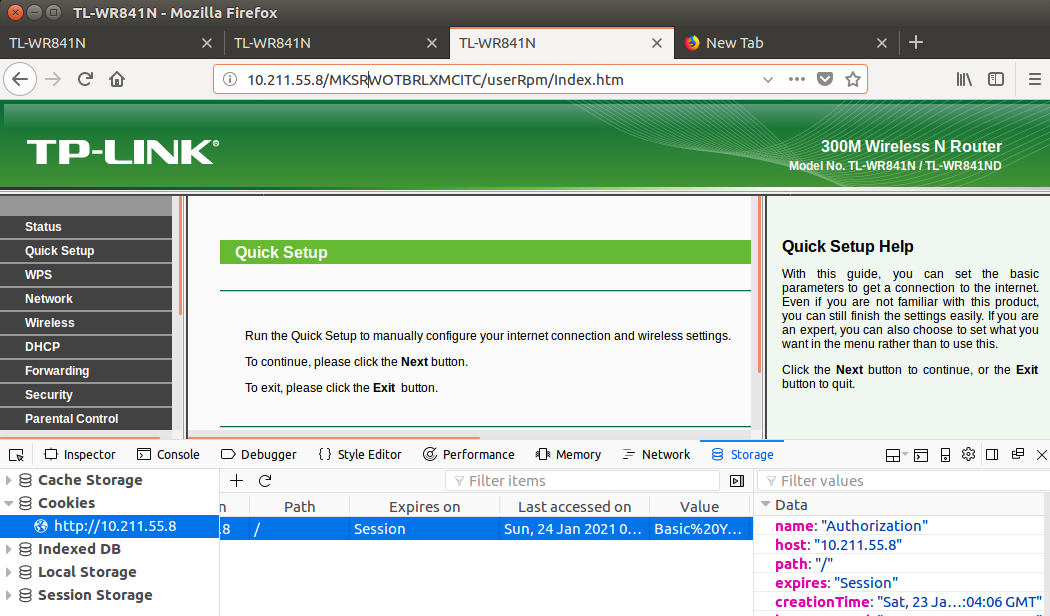 TL-WR841N - Mozilla Firefox
TL-WR841N TL-WR841N TL-WR841N New Tab
10.211.55.8/MKSRWOTBRLXMCITC/userRpm/Index.htm
TP-LINK®
300M Wireless N Router
Model No. TL-WR841N / TL-WR841ND
Status
Quick Setup
WPS
Network
Wireless
DHCP
Forwarding
Security
Parental Control
Quick Setup
Run the Quick Setup to manually configure your internet connection and wireless settings.
To continue, please click the Next button.
To exit, please click the Exit button.
Quick Setup Help
With this guide, you can set the basic
parameters to get a connection to the internet.
Even if you are not familiar with this product,
you can still finish the settings easily. If you are
an expert, you can also choose to set what you
want in the menu rather than to use this.
Click the Next button to continue, or the Exit
button to quit.
Inspector Console Debugger {} Style Editor Performance Memory Network Storage
Cache Storage
Cookies
http://10.211.55.8
Indexed DB
Local Storage
Session Storage
Filter items
n Path Expires on Last accessed on Value
.8 / Session Sun, 24 Jan 2021 0... Basic%20Y...
Filter values
Data
name: "Authorization"
host: "10.211.55.8"
path: "/"
expires: "Session"
creationTime: "Sat, 23 Ja...:04:06 GMT"